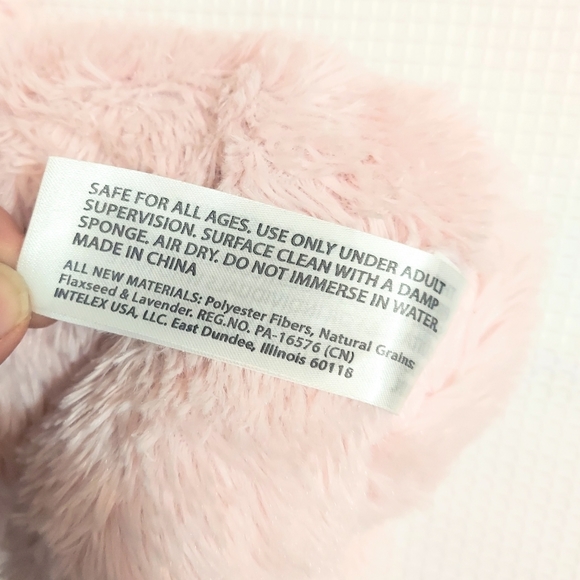 SAFE FOR ALL AGES. USE ONLY UNDER ADULT
SUPERVISION. SURFACE CLEAN WITH A DAMP
SPONGE. AIR DRY. DO NOT IMMERSE IN WATER.
MADE IN CHINA
ALL NEW MATERIALS: Polyester Fibers, Natural Grains:
Flaxseed & Lavender. REG.NO. PA-16576 (CN)
INTELEX USA, LLC. East Dundee, Illinois 60118